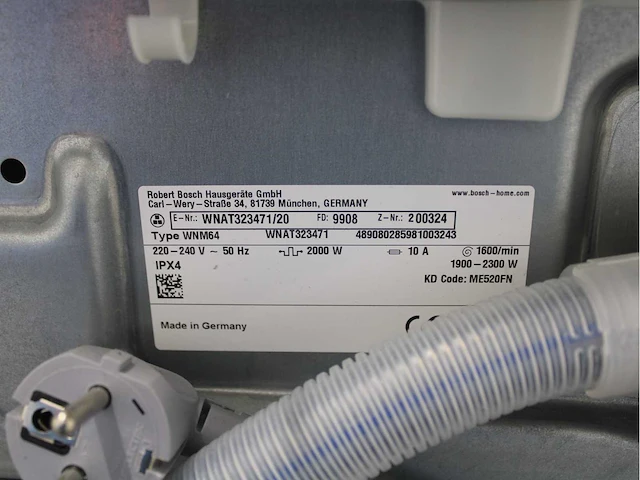 Robert Bosch Hausgeräte GmbH www.bosch-home.com
Carl-Wery-Straße 34, 81739 München, GERMANY
E-Nr.: WNAT323471/20 FD: 9908 Z-Nr.: 200324
Type WNM64 WNAT323471 489080285981003243
220-240 V ~ 50 Hz 2000 W 10 A 1600/min
IPX4 1900-2300 W
KD Code: ME520FN
Made in Germany